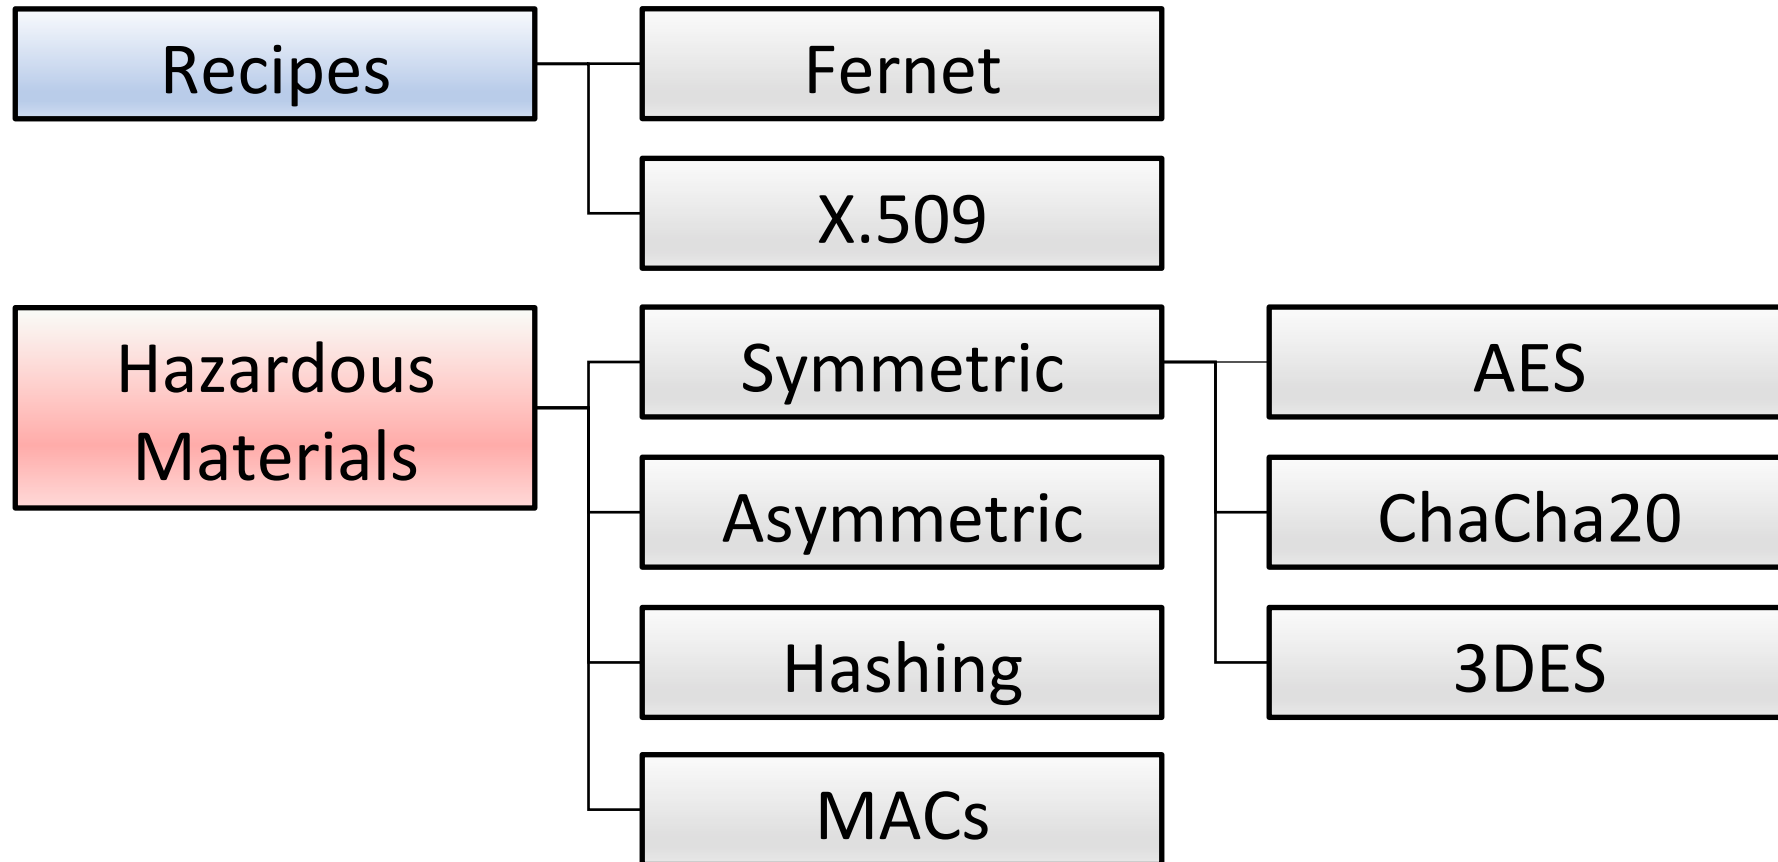 Recipes
Fernet
X.509
Hazardous
Materials
Symmetric
AES
Asymmetric
ChaCha20
Hashing
3DES
MACs